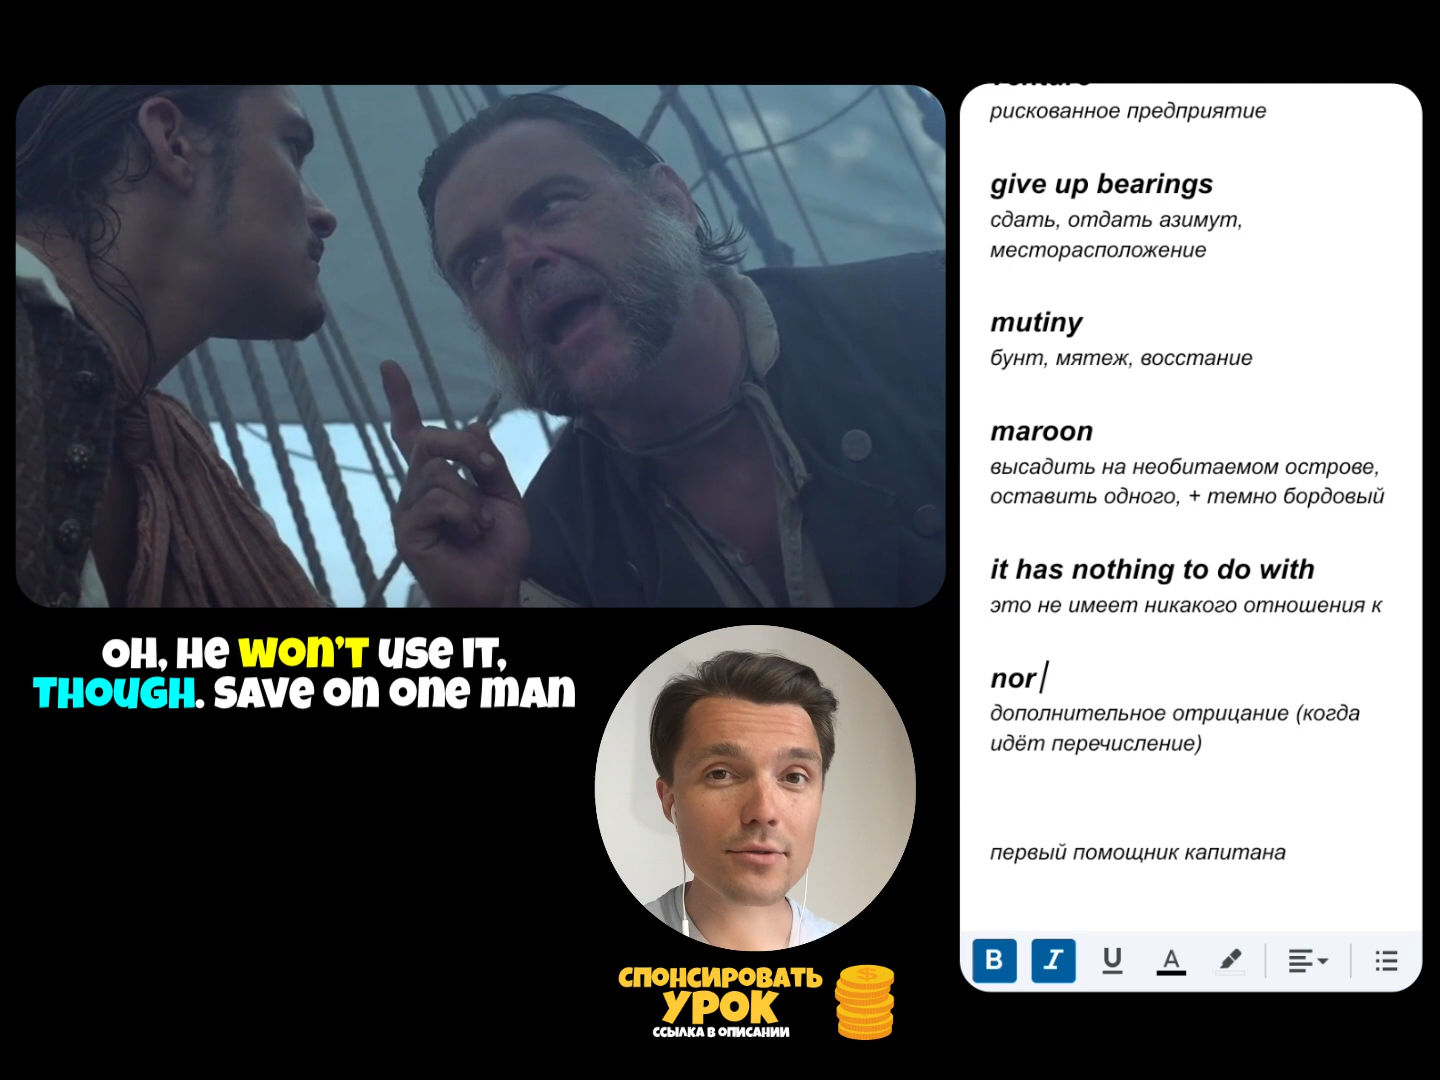 OH, HE WON'T USE IT,
THOUGH. SAVE ON ONE MAN
СПОНСИРОВАТЬ
УРОК
ССЫЛКА В ОПИСАНИИ
рискованное предприятие
give up bearings
сдать, отдать азимут,
месторасположение
mutiny
бунт, мятеж, восстание
maroon
высадить на необитаемом острове,
оставить одного, + темно бордовый
it has nothing to do with
это не имеет никакого отношения к
nor
дополнительное отрицание (когда
идёт перечисление)
первый помощник капитана
B I U A